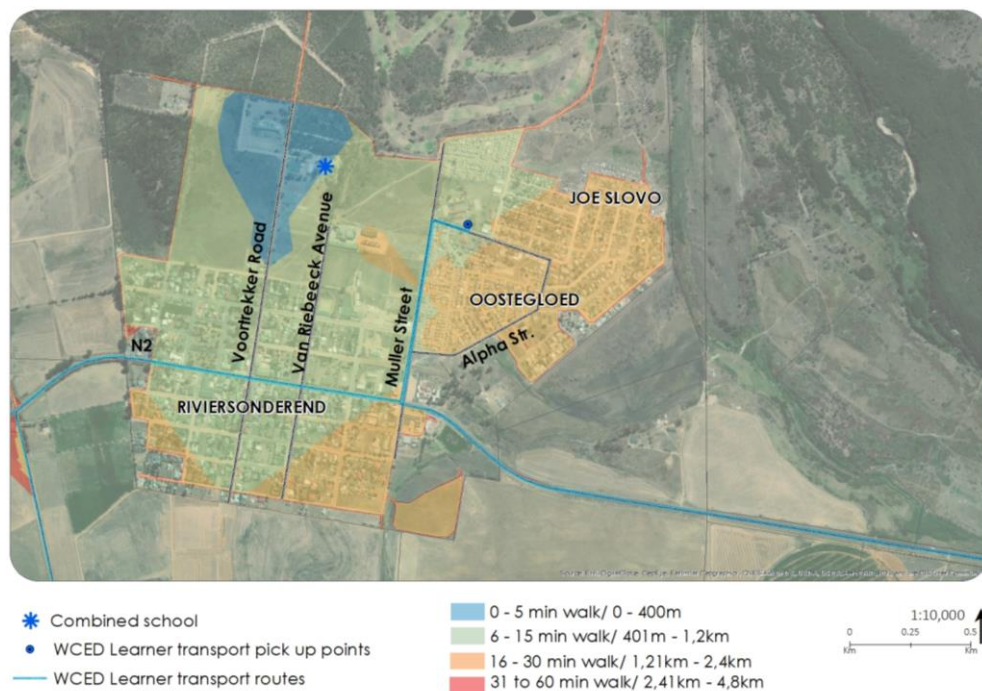 JOE SLOVO
Voortrekker Road
Van Riebeeck Avenue
Muller Street
OOSTEGLOED
Alpha Str.
N2
RIVIERSONDEREND
Combined school
WCED Learner transport pick up points
WCED Learner transport routes
0 - 5 min walk/ 0 - 400m
6 - 15 min walk/ 401m - 1,2km
16 - 30 min walk/ 1,21km - 2,4km
31 to 60 min walk/ 2,41km - 4,8km
1:10,000
0 0.25 0.5
Km Km